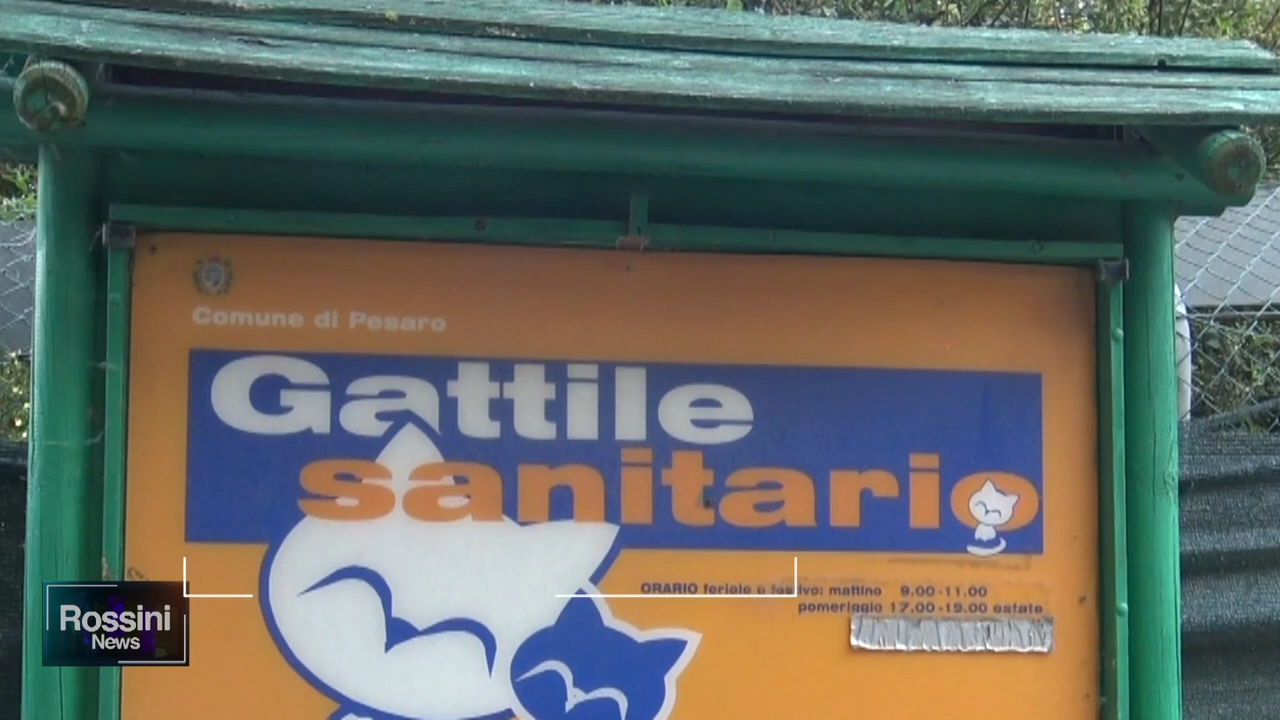 Comune di Pesaro
Gattile
sanitario
ORARIO feriale e festivo: mattino 9.00-11.00
pomeriggio 17.00-19.00 estate
Rossini
News